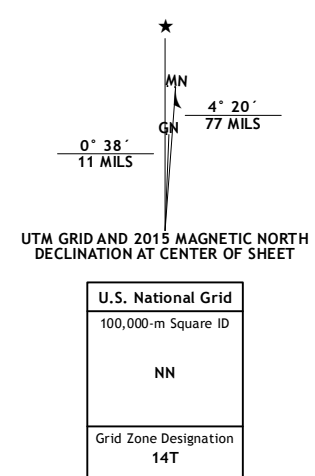 ★
MN
4° 20´
77 MILS
GN
0° 38´
11 MILS
UTM GRID AND 2015 MAGNETIC NORTH
DECLINATION AT CENTER OF SHEET
U.S. National Grid
100,000-m Square ID
NN
Grid Zone Designation
14T